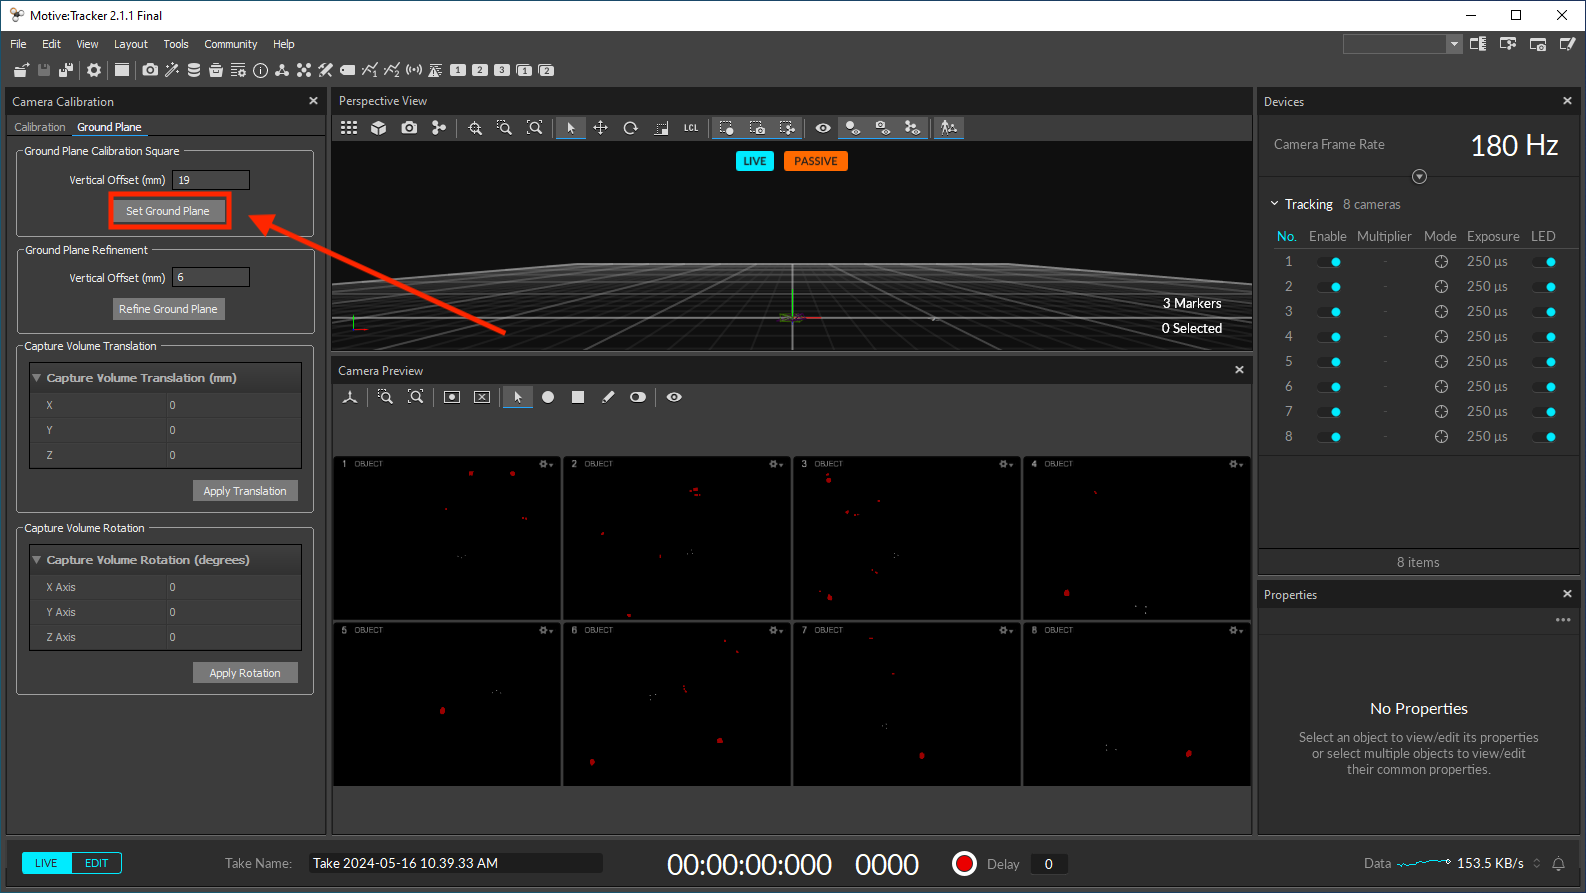 Motive:Tracker 2.1.1 Final
File Edit View Layout Tools Community Help
1 2 3 1 2
Camera Calibration
Calibration Ground Plane
Ground Plane Calibration Square
Vertical Offset (mm) 19
Set Ground Plane
Ground Plane Refinement
Vertical Offset (mm) 6
Refine Ground Plane
Capture Volume Translation
Capture Volume Translation (mm)
X 0
Y 0
Z 0
Apply Translation
Capture Volume Rotation
Capture Volume Rotation (degrees)
X Axis 0
Y Axis 0
Z Axis 0
Apply Rotation
Perspective View
LCL
LIVE PASSIVE
3 Markers
0 Selected
Camera Preview
1 OBJECT
2 OBJECT
3 OBJECT
4 OBJECT
5 OBJECT
6 OBJECT
7 OBJECT
8 OBJECT
Devices
Camera Frame Rate 180 Hz
Tracking 8 cameras
No. Enable Multiplier Mode Exposure LED
1 - 250 µs
2 - 250 µs
3 - 250 µs
4 - 250 µs
5 - 250 µs
6 - 250 µs
7 - 250 µs
8 - 250 µs
8 items
Properties
No Properties
Select an object to view/edit its properties
or select multiple objects to view/edit
their common properties.
LIVE EDIT Take Name: Take 2024-05-16 10.39.33 AM 00:00:00:000 0000 Delay 0 Data 153.5 KB/s